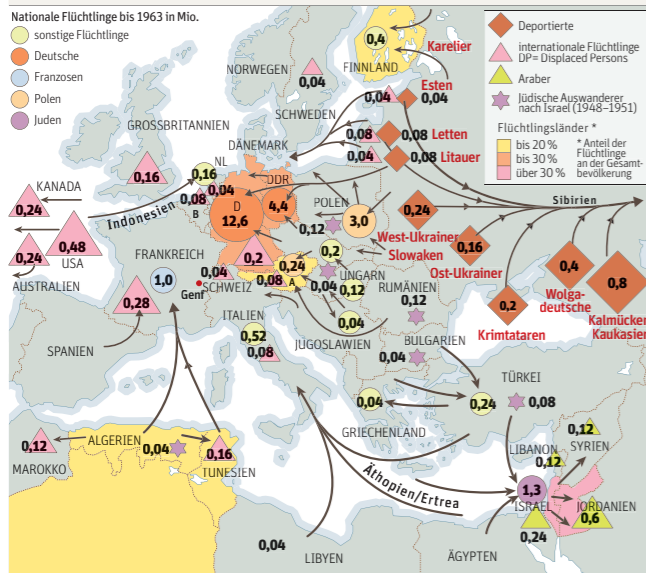 Nationale Flüchtlinge bis 1963 in Mio.
sonstige Flüchtlinge
Deutsche
Franzosen
Polen
Juden
Deportierte
internationale Flüchtlinge
DP= Displaced Persons
Araber
Jüdische Auswanderer
nach Israel (1948–1951)
Flüchtlingsländer *
bis 20 %
bis 30 %
über 30 %
* Anteil der
Flüchtlinge
an der Gesamt-
bevölkerung
0,4
FINNLAND
Karelier
NORWEGEN
0,04
Esten
0,04
0,04
SCHWEDEN
GROSSBRITANNIEN
0,16
DÄNEMARK
0,08
0,08
Letten
0,04
0,08
Litauer
NL
0,16
0,04
0,08
B
DDR
D
12,6
4,4
POLEN
0,12
3,0
KANADA
0,24
Indonesien
0,48
USA
0,24
AUSTRALIEN
Sibirien
0,24
West-Ukrainer
0,16
Ost-Ukrainer
Slowaken
0,2
0,4
Wolga-
deutsche
0,8
Kalmücken
Kaukasier
0,2
Krimtataren
FRANKREICH
1,0
0,04
Genf
SCHWEIZ
0,2
0,08
0,24
A
0,04
UNGARN
0,12
RUMÄNIEN
0,12
0,28
SPANIEN
ITALIEN
0,52
0,08
0,04
JUGOSLAWIEN
BULGARIEN
0,04
0,04
GRIECHENLAND
TÜRKEI
0,24
0,08
0,12
MAROKKO
ALGERIEN
0,04
0,16
TUNESIEN
LIBANON
0,12
0,12
SYRIEN
Äthopien/Ertrea
1,3
ISRAEL
0,24
JORDANIEN
0,6
0,04
LIBYEN
ÄGYPTEN